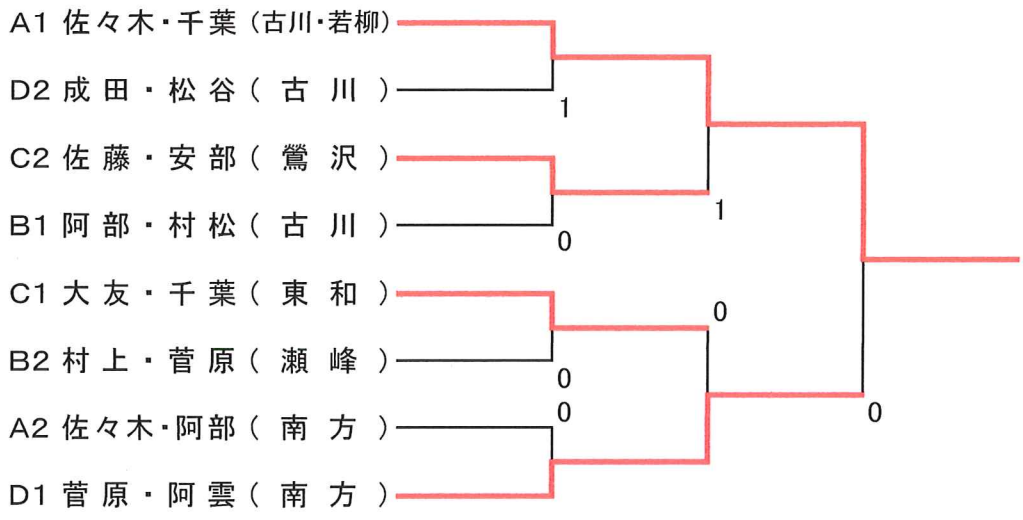 A1 佐々木・千葉(古川・若柳)
D2 成田・松谷(古川)
1
C2 佐藤・安部(鶯沢)
1
B1 阿部・村松(古川)
0
C1 大友・千葉(東和)
0
B2 村上・菅原(瀬峰)
0
0
0
A2 佐々木・阿部(南方)
D1 菅原・阿雲(南方)